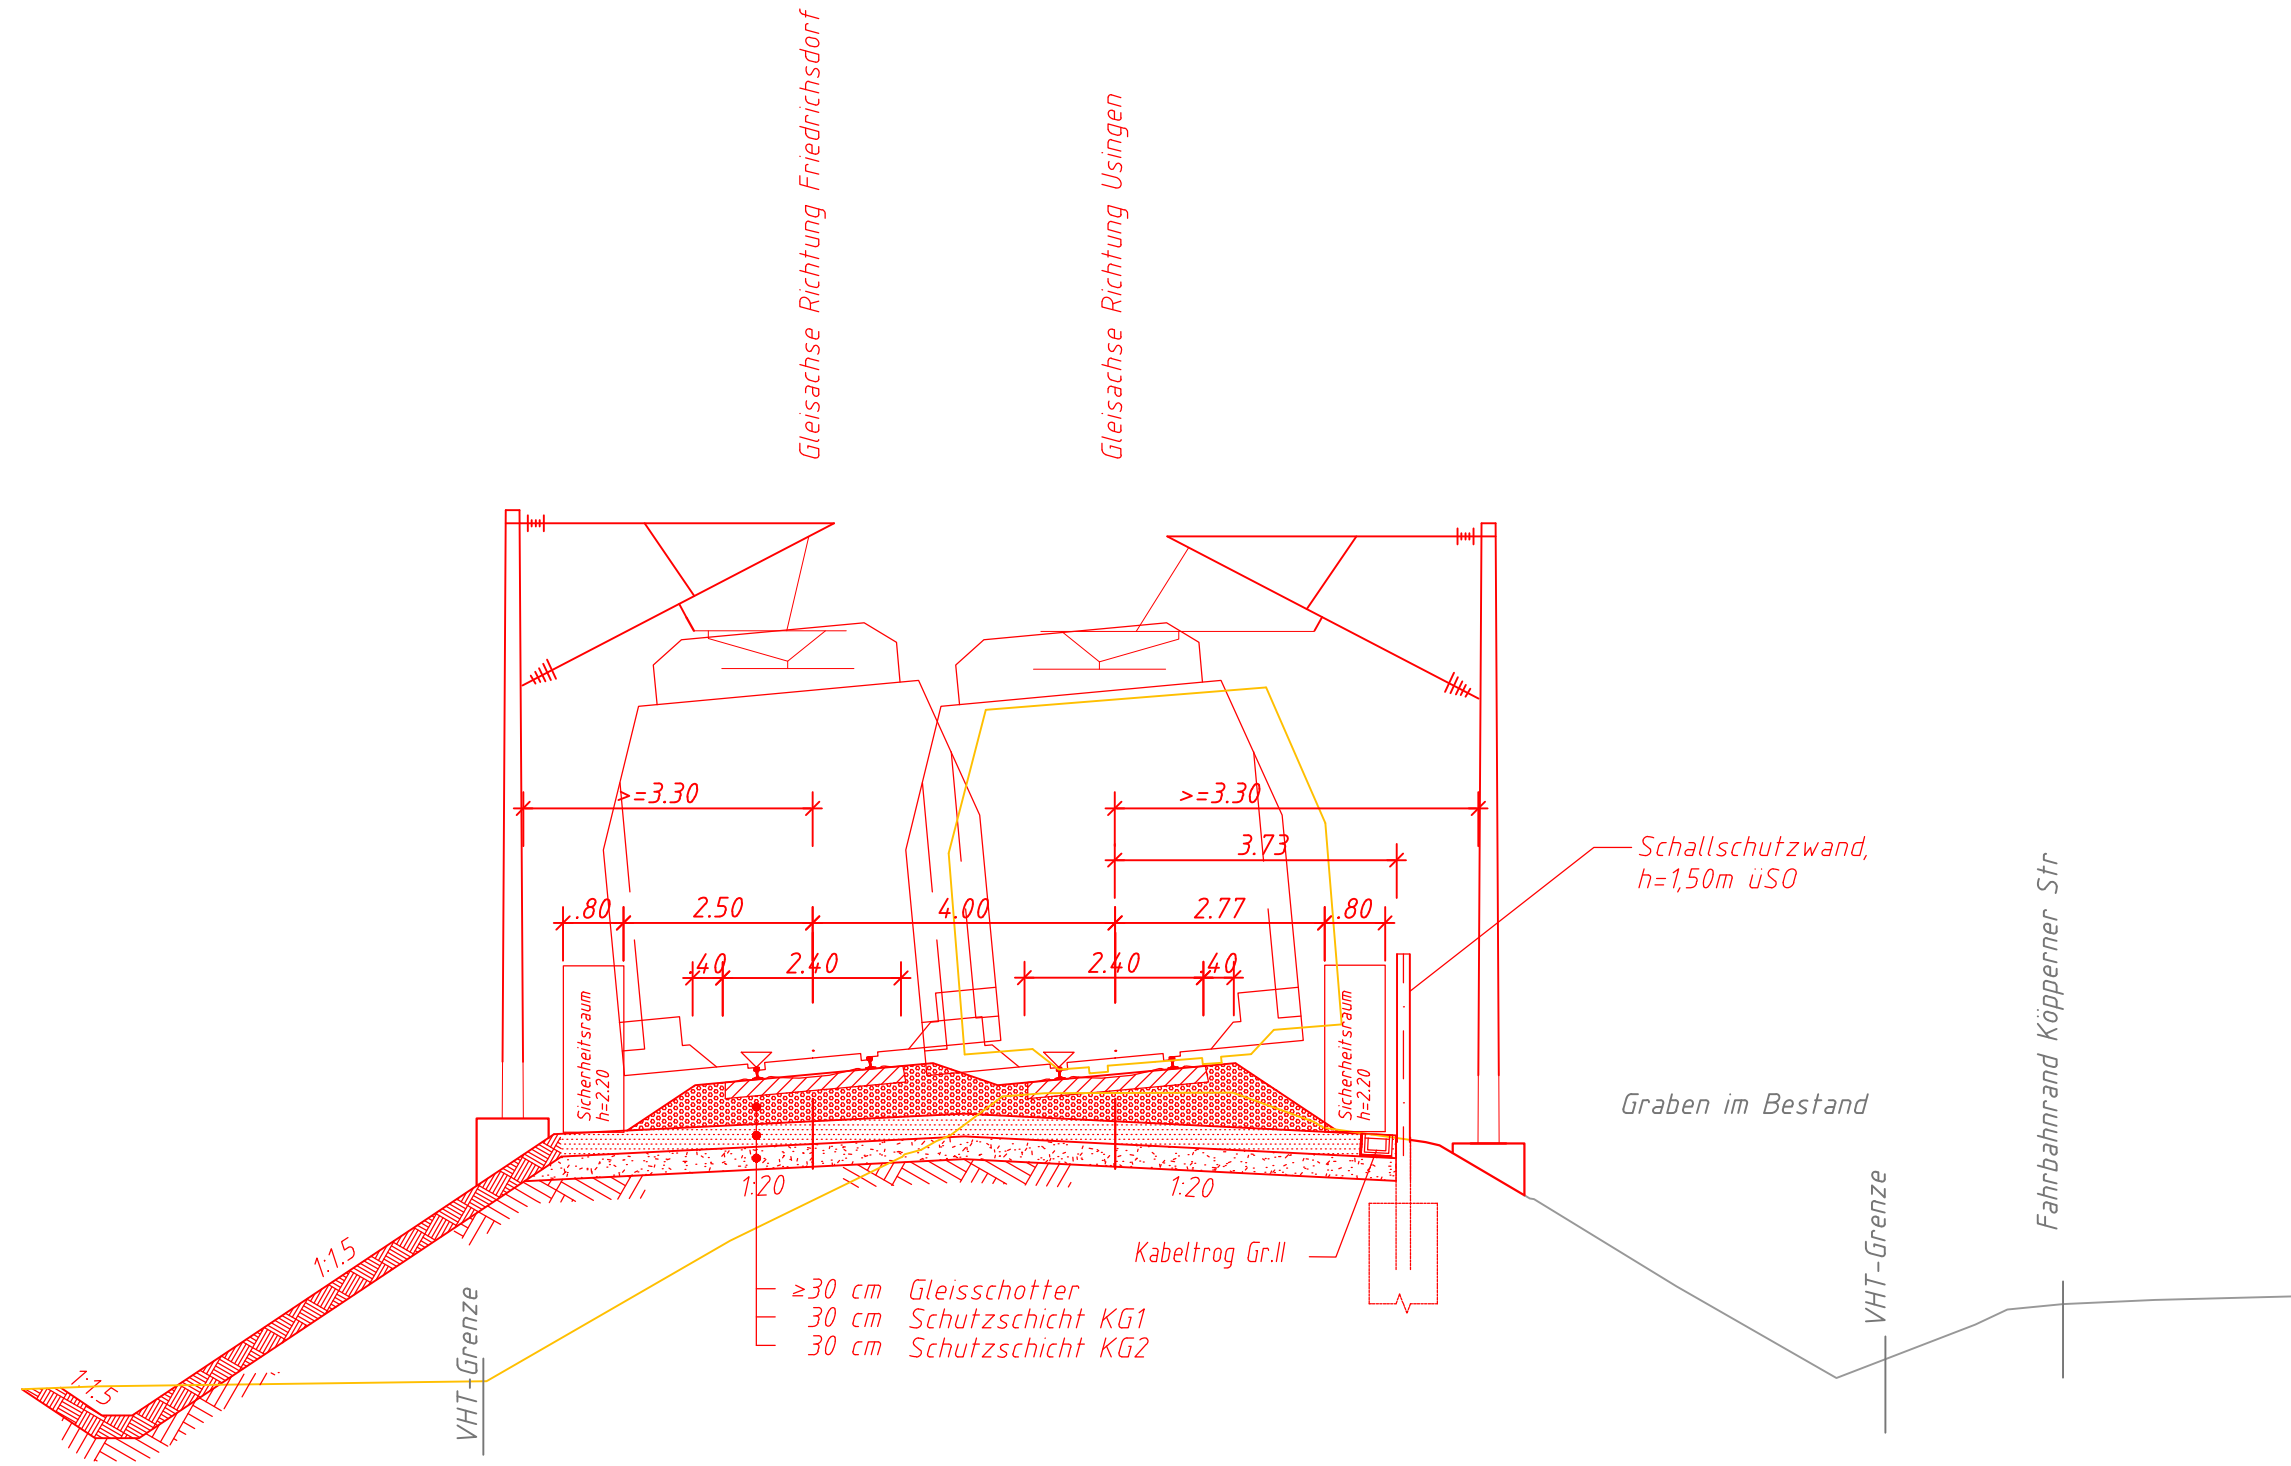 Gleisachse Richtung Friedrichsdorf
Gleisachse Richtung Usingen
>=3.30
>=3.30
3.73
Schallschutzwand,
h=1,50m üSO
.80
2.50
4.00
2.77
.80
.40
2.40
2.40
.40
Sicherheitsraum
h=2.20
Sicherheitsraum
h=2.20
Graben im Bestand
Fahrbahnrand Köpperner Str
VHT-Grenze
1:20
1:20
Kabeltrog Gr.II
1:1.5
≥30 cm Gleisschotter
30 cm Schutzschicht KG1
30 cm Schutzschicht KG2
VHT-Grenze
1:1.5